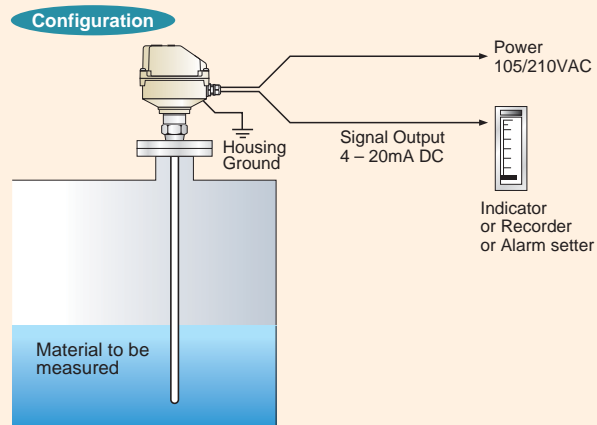 Configuration
Power
105/210VAC
Housing
Ground
Signal Output
4 – 20mA DC
Indicator
or Recorder
or Alarm setter
Material to be
measured